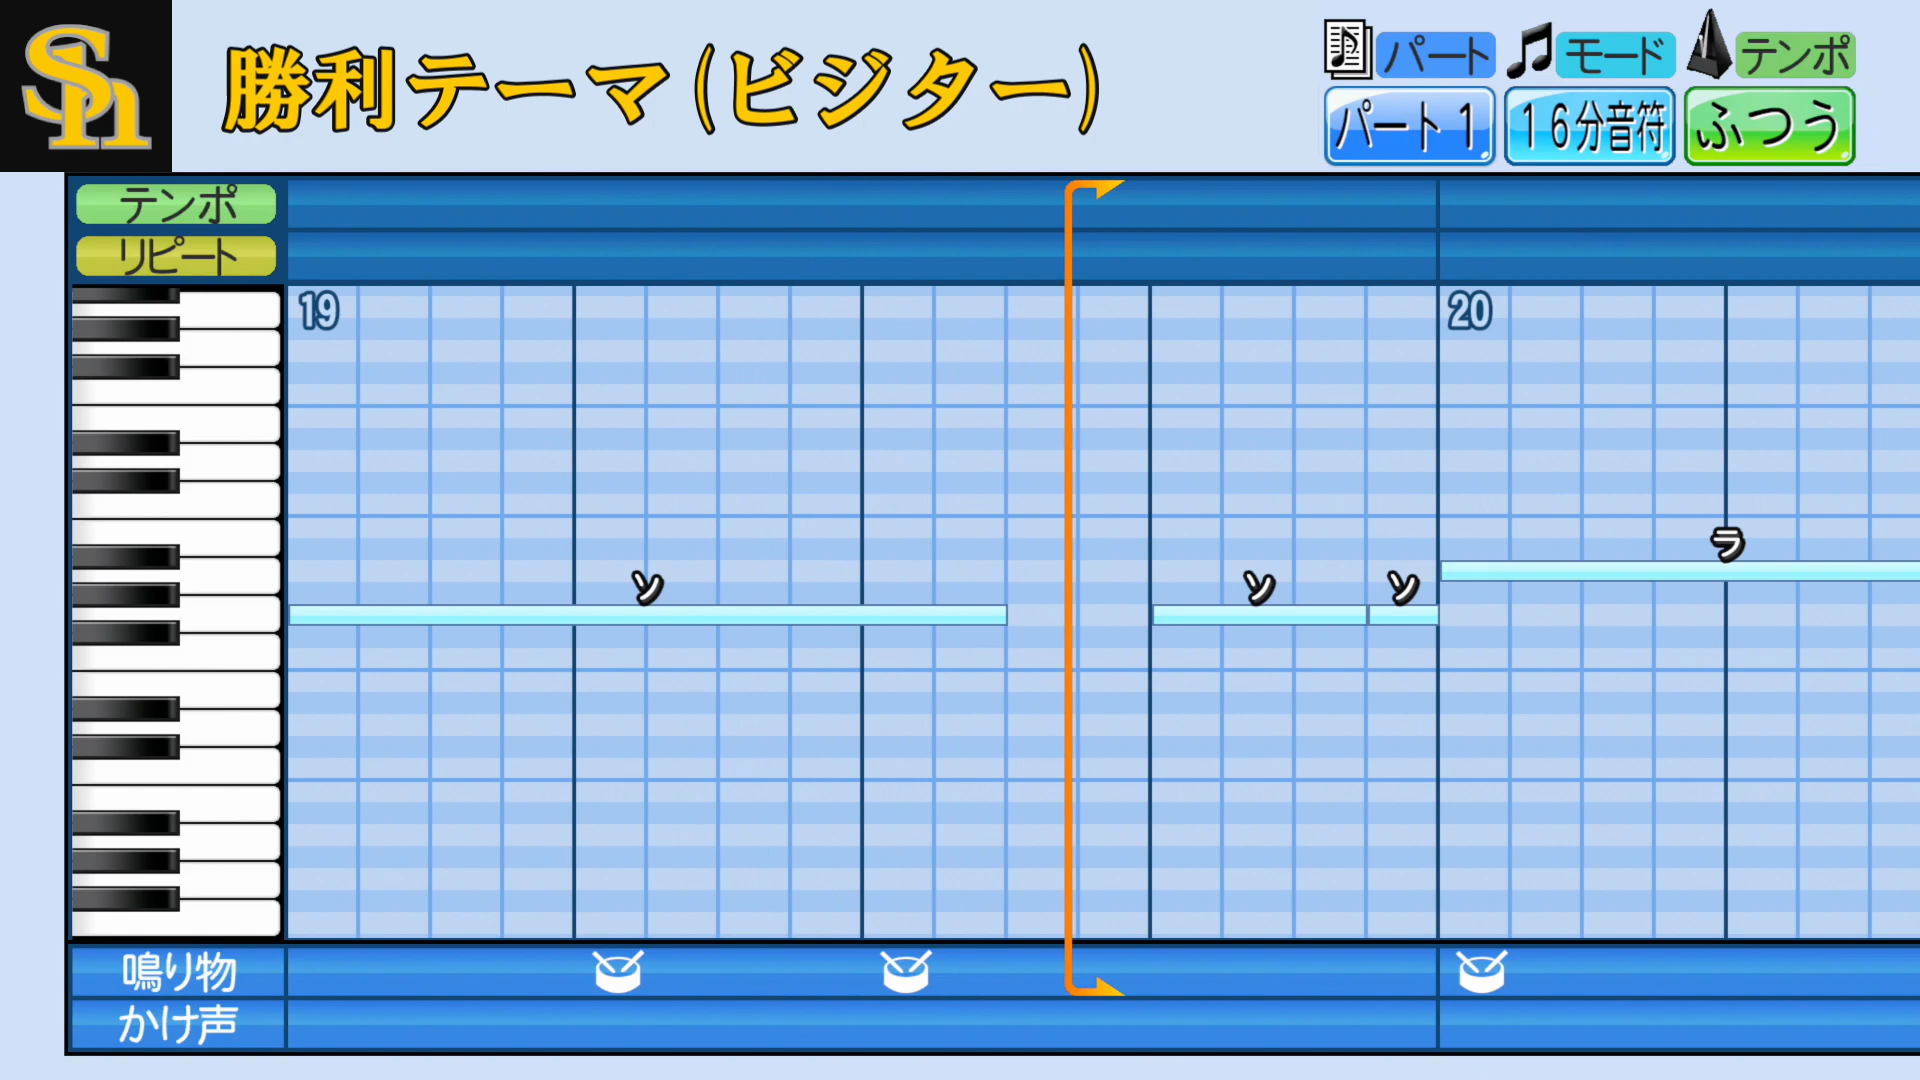 Sh
勝利テーマ(ビジター)
パート モード テンポ
パート1 16分音符 ふつう
テンポ
リピート
19 20
ラ
ソ ソ ソ
鳴り物
かけ声